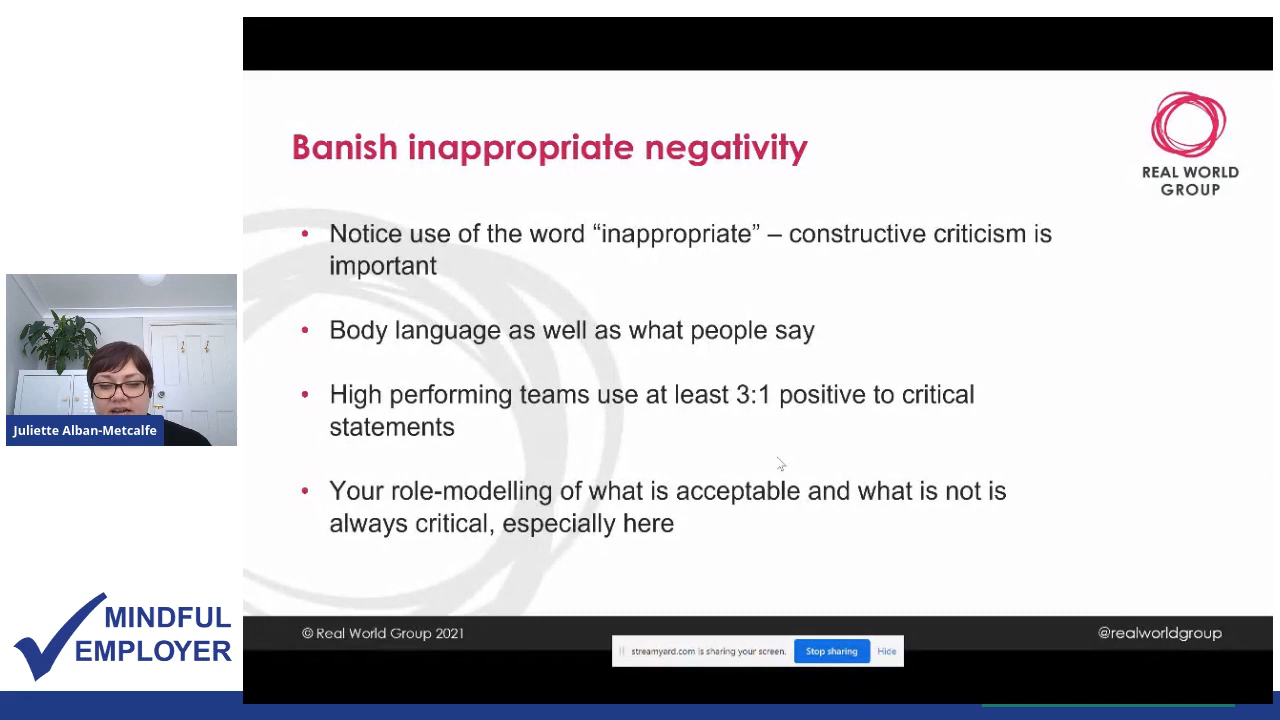 Banish inappropriate negativity
REAL WORLD
GROUP
• Notice use of the word “inappropriate” – constructive criticism is
important
• Body language as well as what people say
• High performing teams use at least 3:1 positive to critical
statements
• Your role-modelling of what is acceptable and what is not is
always critical, especially here
Juliette Alban-Metcalfe
MINDFUL
EMPLOYER
© Real World Group 2021
@realworldgroup
streamyard.com is sharing your screen.
Stop sharing
Hide